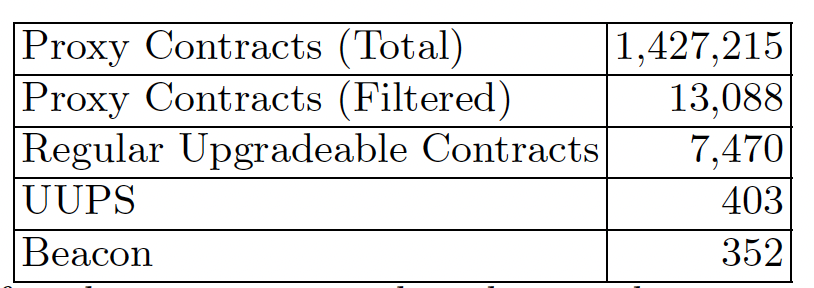 Proxy Contracts (Total) 1,427,215
Proxy Contracts (Filtered) 13,088
Regular Upgradeable Contracts 7,470
UUPS 403
Beacon 352